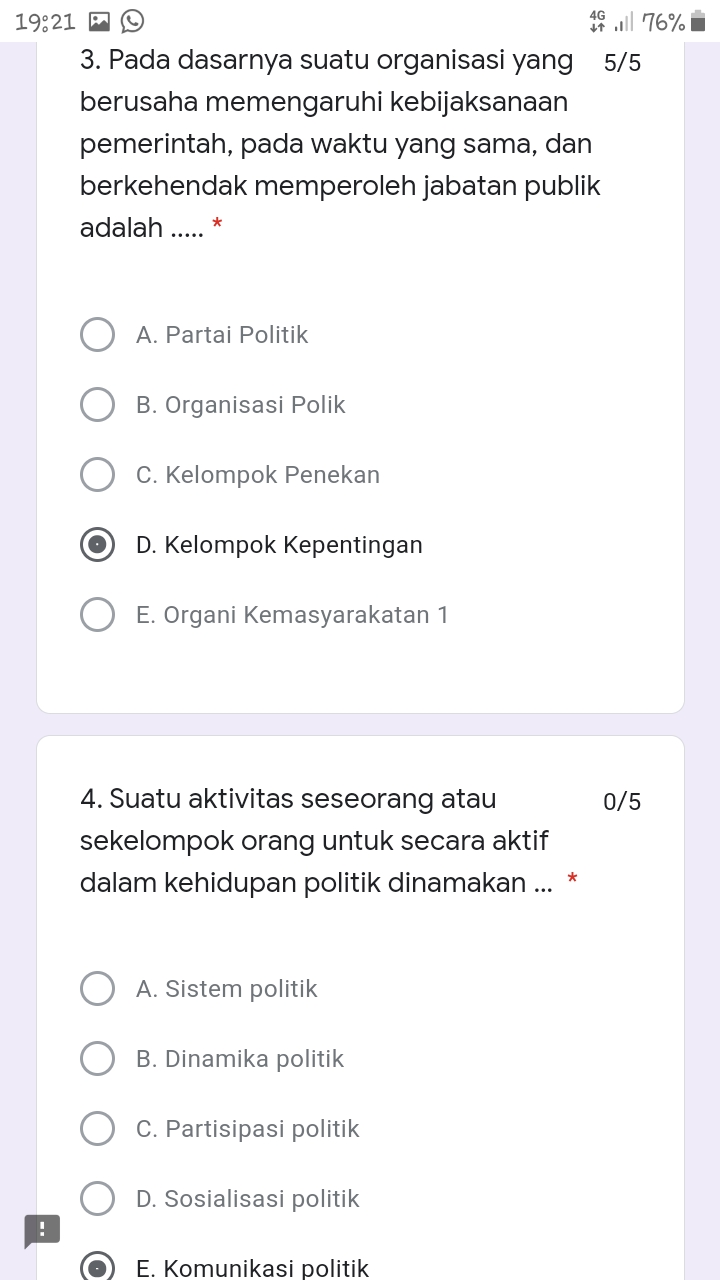 19:21 4G 76%
3. Pada dasarnya suatu organisasi yang 5/5
berusaha memengaruhi kebijaksanaan
pemerintah, pada waktu yang sama, dan
berkehendak memperoleh jabatan publik
adalah ..... *
A. Partai Politik
B. Organisasi Polik
C. Kelompok Penekan
D. Kelompok Kepentingan
E. Organi Kemasyarakatan 1
4. Suatu aktivitas seseorang atau 0/5
sekelompok orang untuk secara aktif
dalam kehidupan politik dinamakan ... *
A. Sistem politik
B. Dinamika politik
C. Partisipasi politik
D. Sosialisasi politik
E. Komunikasi politik